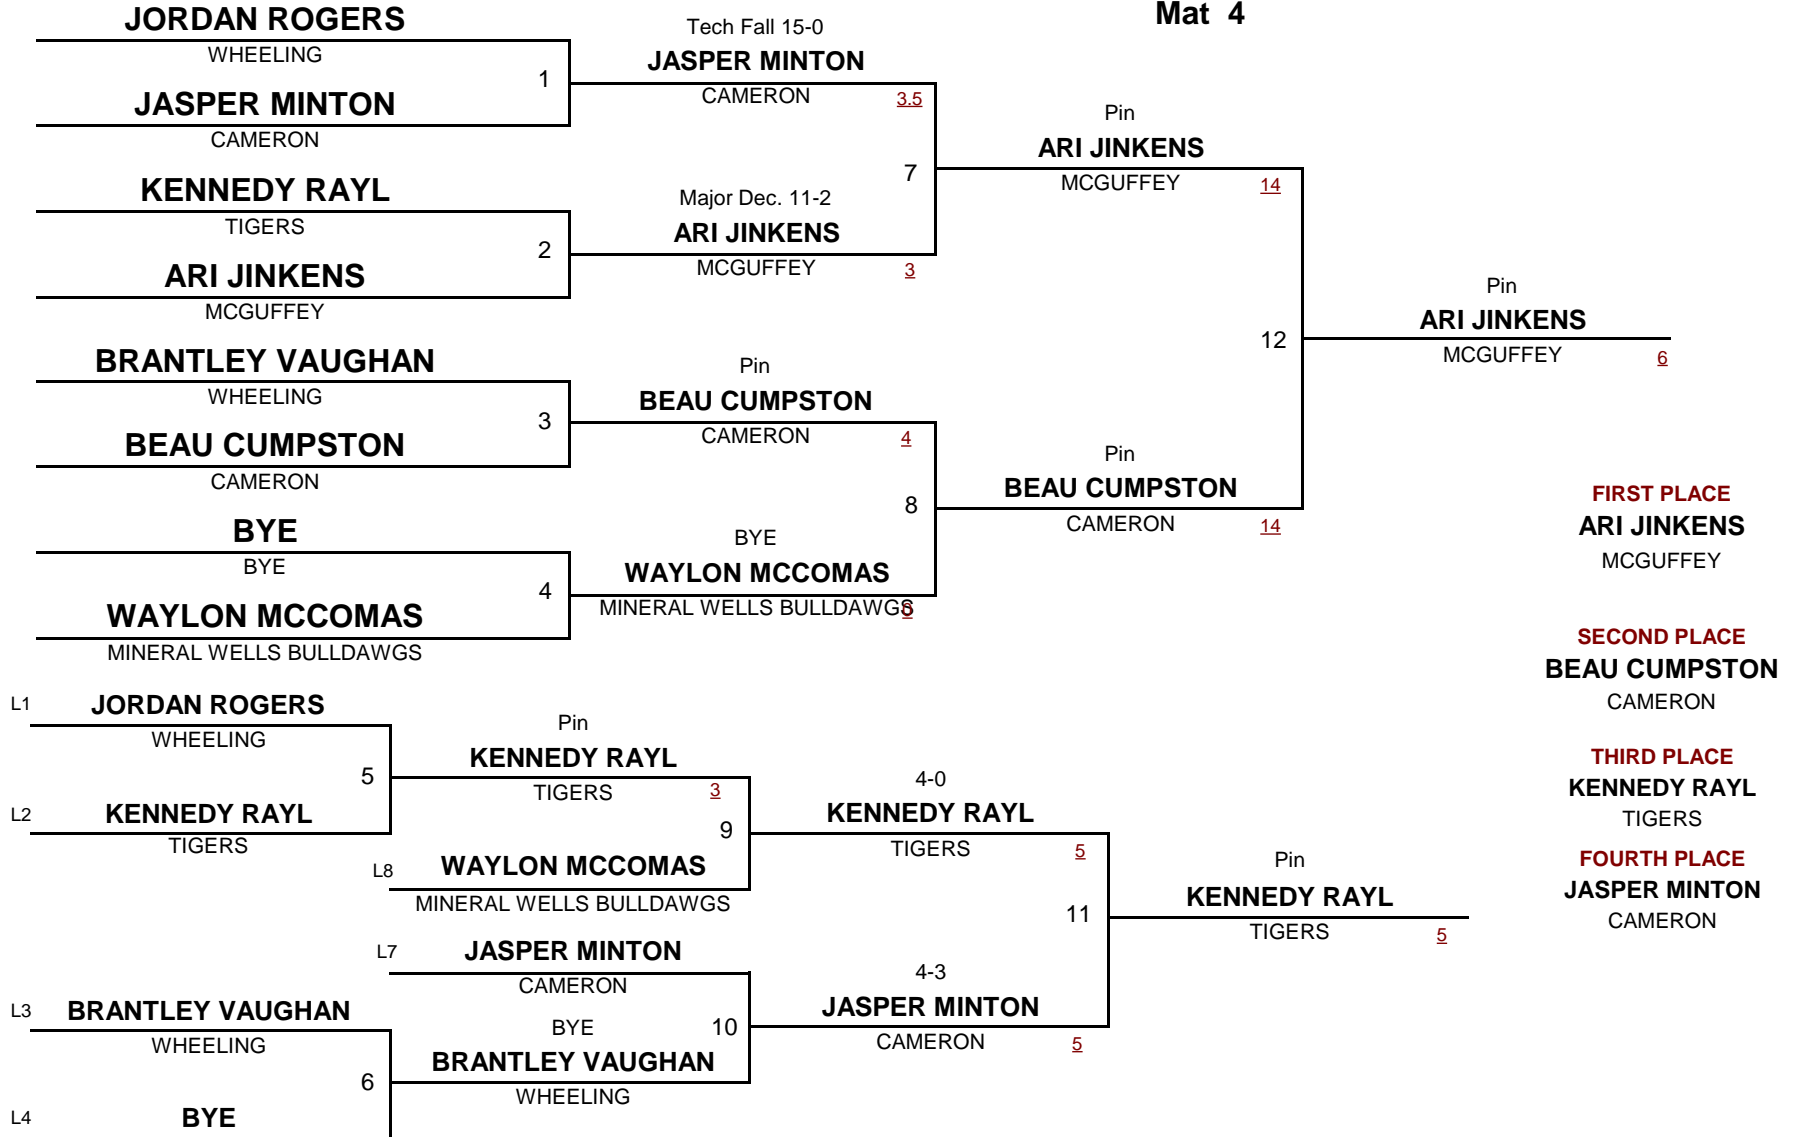 Mat 4
JORDAN ROGERS
WHEELING
1
JASPER MINTON
CAMERON
KENNEDY RAYL
TIGERS
2
ARI JINKENS
MCGUFFEY
BRANTLEY VAUGHAN
WHEELING
3
BEAU CUMPSTON
CAMERON
BYE
BYE
4
WAYLON MCCOMAS
MINERAL WELLS BULLDAWGS
Tech Fall 15-0
JASPER MINTON
CAMERON 3.5
7
Major Dec. 11-2
ARI JINKENS
MCGUFFEY 3
Pin
BEAU CUMPSTON
CAMERON 4
8
BYE
WAYLON MCCOMAS
MINERAL WELLS BULLDAWGS
Pin
ARI JINKENS
MCGUFFEY 14
12
Pin
BEAU CUMPSTON
CAMERON 14
Pin
ARI JINKENS
MCGUFFEY 6
FIRST PLACE
ARI JINKENS
MCGUFFEY
SECOND PLACE
BEAU CUMPSTON
CAMERON
THIRD PLACE
KENNEDY RAYL
TIGERS
FOURTH PLACE
JASPER MINTON
CAMERON
L1 JORDAN ROGERS
WHEELING
5
L2 KENNEDY RAYL
TIGERS
Pin
KENNEDY RAYL
TIGERS 3
9
L8 WAYLON MCCOMAS
MINERAL WELLS BULLDAWGS
L7 JASPER MINTON
CAMERON
L3 BRANTLEY VAUGHAN
WHEELING
6
L4 BYE
BYE 10
BRANTLEY VAUGHAN
WHEELING
4-0
KENNEDY RAYL
TIGERS 5
11
4-3
JASPER MINTON
CAMERON 5
Pin
KENNEDY RAYL
TIGERS 5